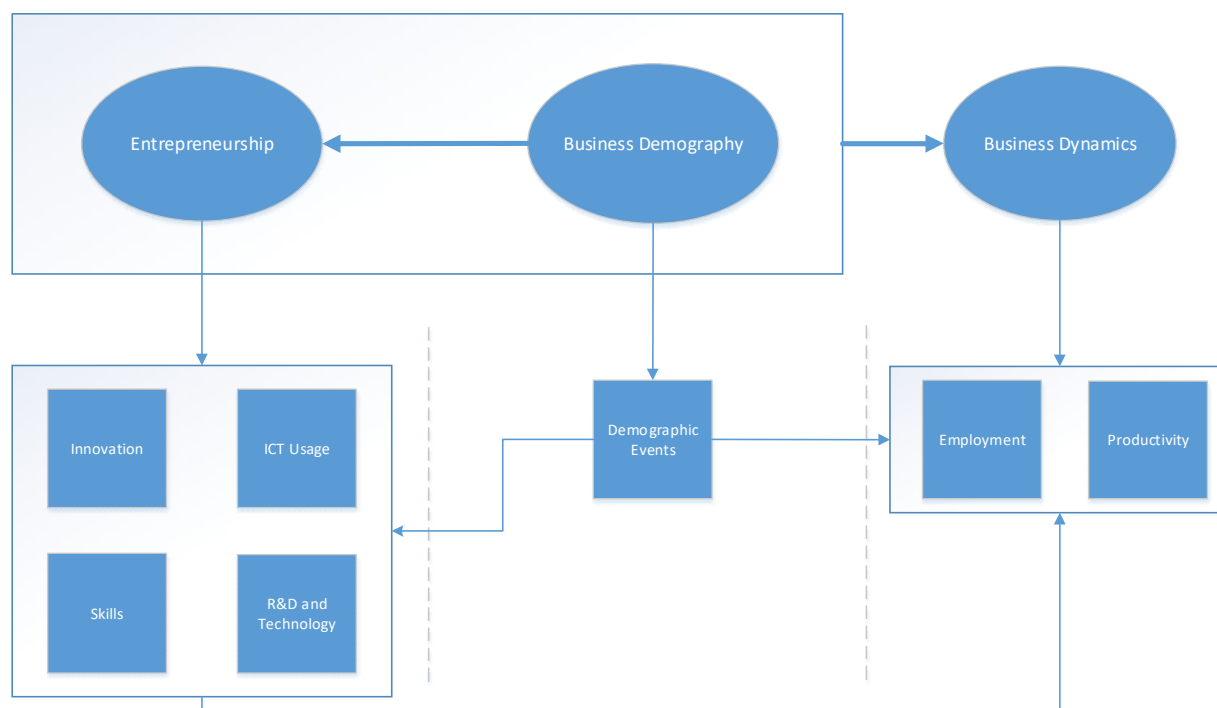 Entrepreneurship
Business Demography
Business Dynamics
Innovation
ICT Usage
Demographic
Events
Employment
Productivity
Skills
R&D and
Technology